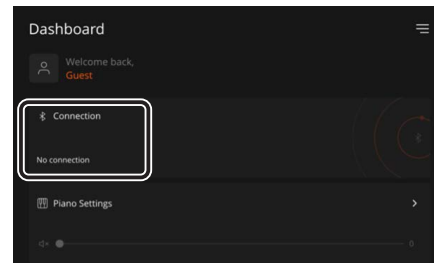 Dashboard
Welcome back,
Guest
Connection
No connection
Piano Settings
0